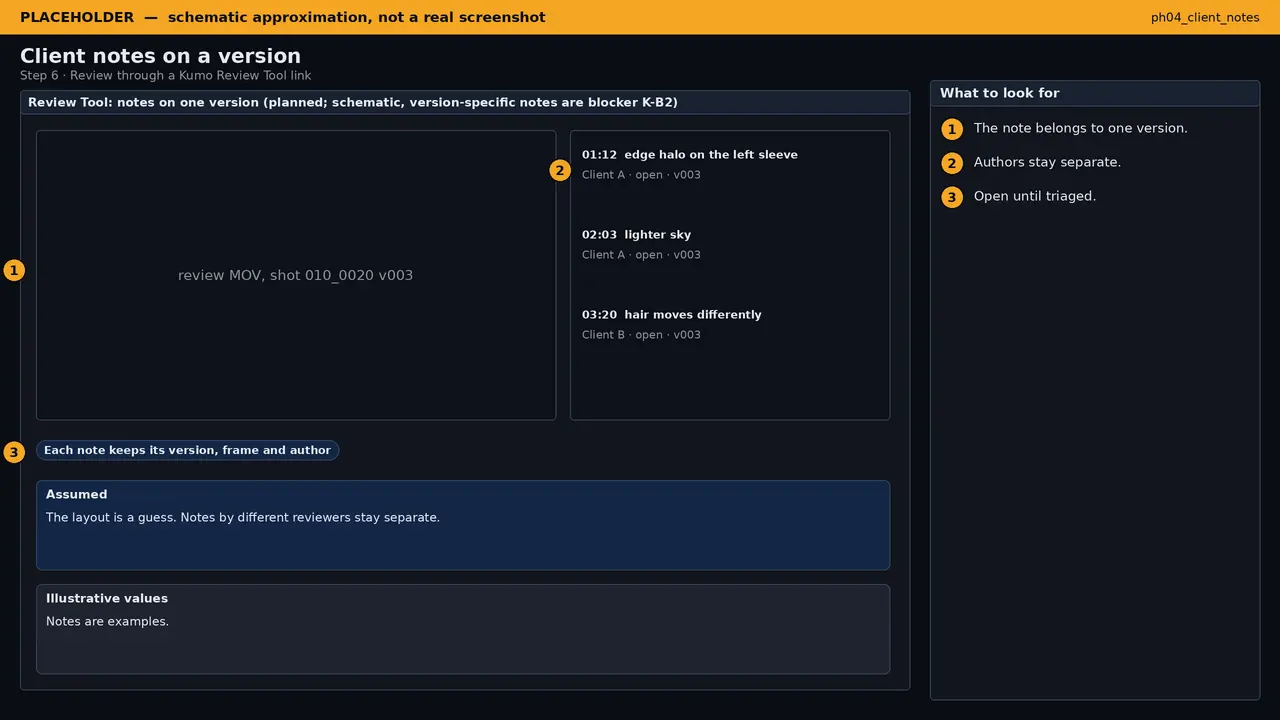 PLACEHOLDER — schematic approximation, not a real screenshot
ph04_client_notes
Client notes on a version
Step 6 · Review through a Kumo Review Tool link
Review Tool: notes on one version (planned; schematic, version-specific notes are blocker K-B2)
1
review MOV, shot 010_0020 v003
2
01:12 edge halo on the left sleeve
Client A · open · v003
02:03 lighter sky
Client A · open · v003
03:20 hair moves differently
Client B · open · v003
3
Each note keeps its version, frame and author
Assumed
The layout is a guess. Notes by different reviewers stay separate.
Illustrative values
Notes are examples.
What to look for
1 The note belongs to one version.
2 Authors stay separate.
3 Open until triaged.